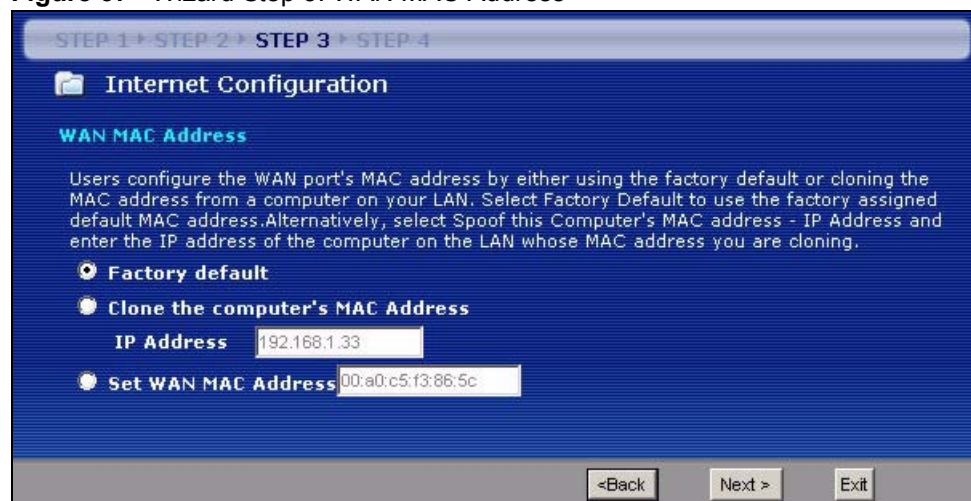 STEP 1 STEP 2 STEP 3 STEP 4
Internet Configuration
WAN MAC Address
Users configure the WAN port's MAC address by either using the factory default or cloning the
MAC address from a computer on your LAN. Select Factory Default to use the factory assigned
default MAC address.Alternatively, select Spoof this Computer's MAC address - IP Address and
enter the IP address of the computer on the LAN whose MAC address you are cloning.
Factory default
Clone the computer's MAC Address
IP Address 192.168.1.33
Set WAN MAC Address 00:a0:c5:f3:86:5c
<Back Next > Exit